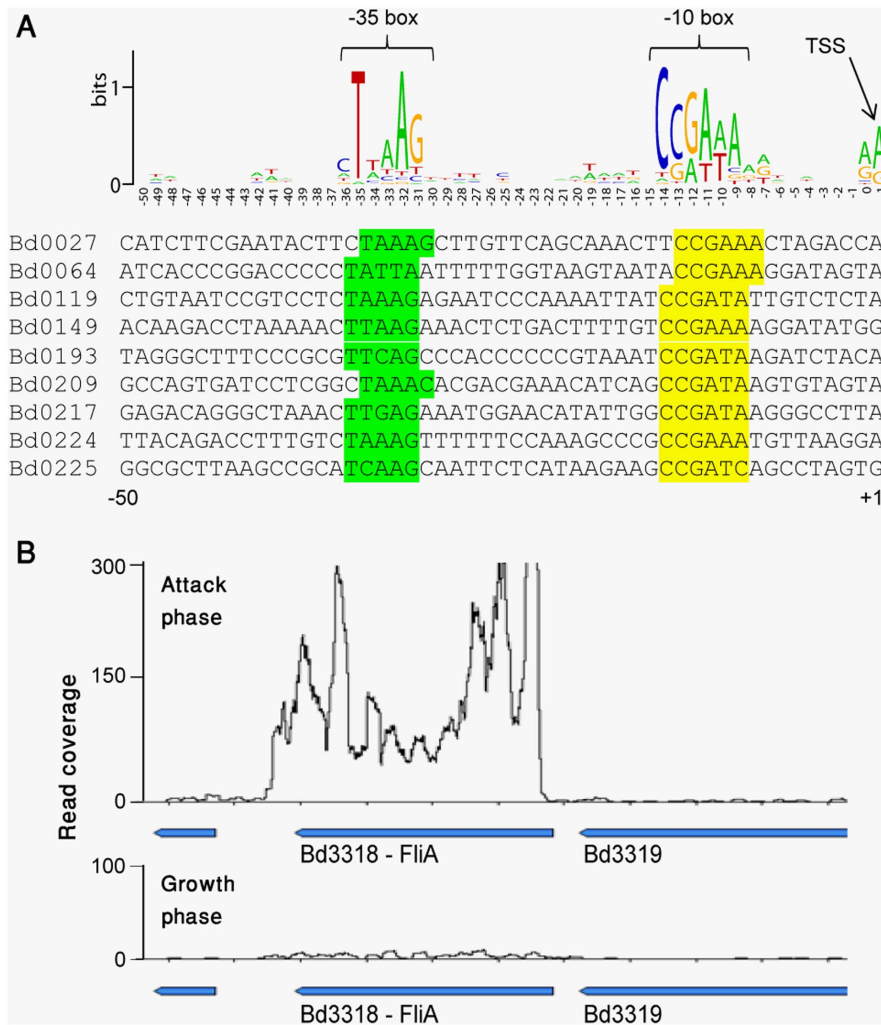 A
-35 box
-10 box
TSS
bits
1
0
-50 -49 -48 -47 -46 -45 -44 -43 -42 -41 -40 -39 -38 -37 -36 -35 -34 -33 -32 -31 -30 -29 -28 -27 -26 -25 -24 -23 -22 -21 -20 -19 -18 -17 -16 -15 -14 -13 -12 -11 -10 -9 -8 -7 -6 -5 -4 -3 -2 -1 0 1
Bd0027 CATCTTCGAATACTTCTAAAGCTTGTTCAGCAAACTTCCGAAACTAGACCA
Bd0064 ATCACCCGGACCCCCTATTAATTTTTGGTAAGTAATACCGAAAGGATAGTA
Bd0119 CTGTAATCCGTCCTCTAAAGAGAATCCCAAAATTATCCGATATTGTCTCTA
Bd0149 ACAAGACCTAAAAACTTAAGAAACTCTGACTTTTGTCCGAAAAGGATATGG
Bd0193 TAGGGCTTTCCCGCGTTCAGCCCACCCCCCGTAAATCCGATAAGATCTACA
Bd0209 GCCAGTGATCCTCGGCTAAACACGACGAAACATCAGCCGATAAGTGTAGTA
Bd0217 GAGACAGGGCTAAACTTGAGAAATGGAACATATTGGCCGATAAGGGCCTTA
Bd0224 TTACAGACCTTTGTCTAAAGTTTTTTCCAAAGCCCGCCGAAATGTTAAGGA
Bd0225 GGCGCTTAAGCCGCATCAAGCAATTCTCATAAGAAGCCGATCAGCCTAGTG
-50
+1
B
300
150
0
Attack
phase
Read coverage
Bd3318 - FliA
Bd3319
100
0
Growth
phase
Bd3318 - FliA
Bd3319